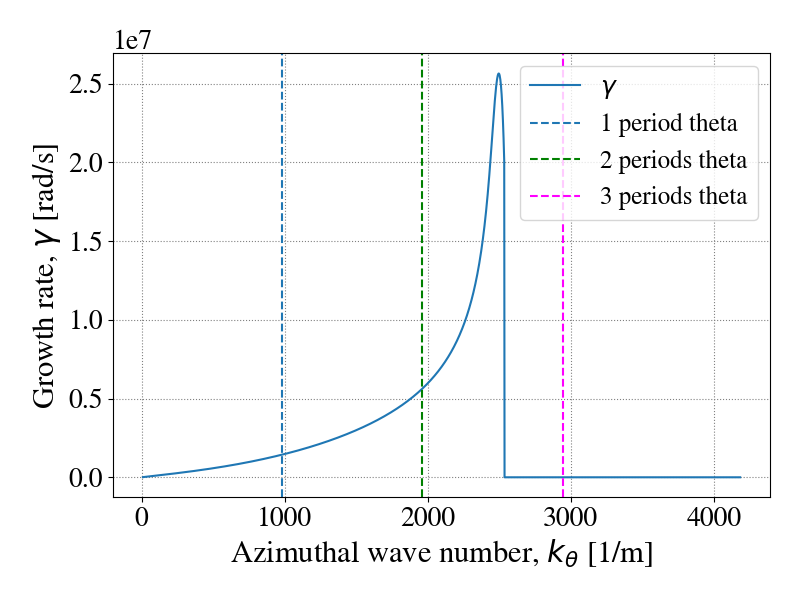 1e7
2.5
2.0
1.5
1.0
0.5
0.0
Growth rate, γ [rad/s]
γ
1 period theta
2 periods theta
3 periods theta
0 1000 2000 3000 4000
Azimuthal wave number, k_θ [1/m]